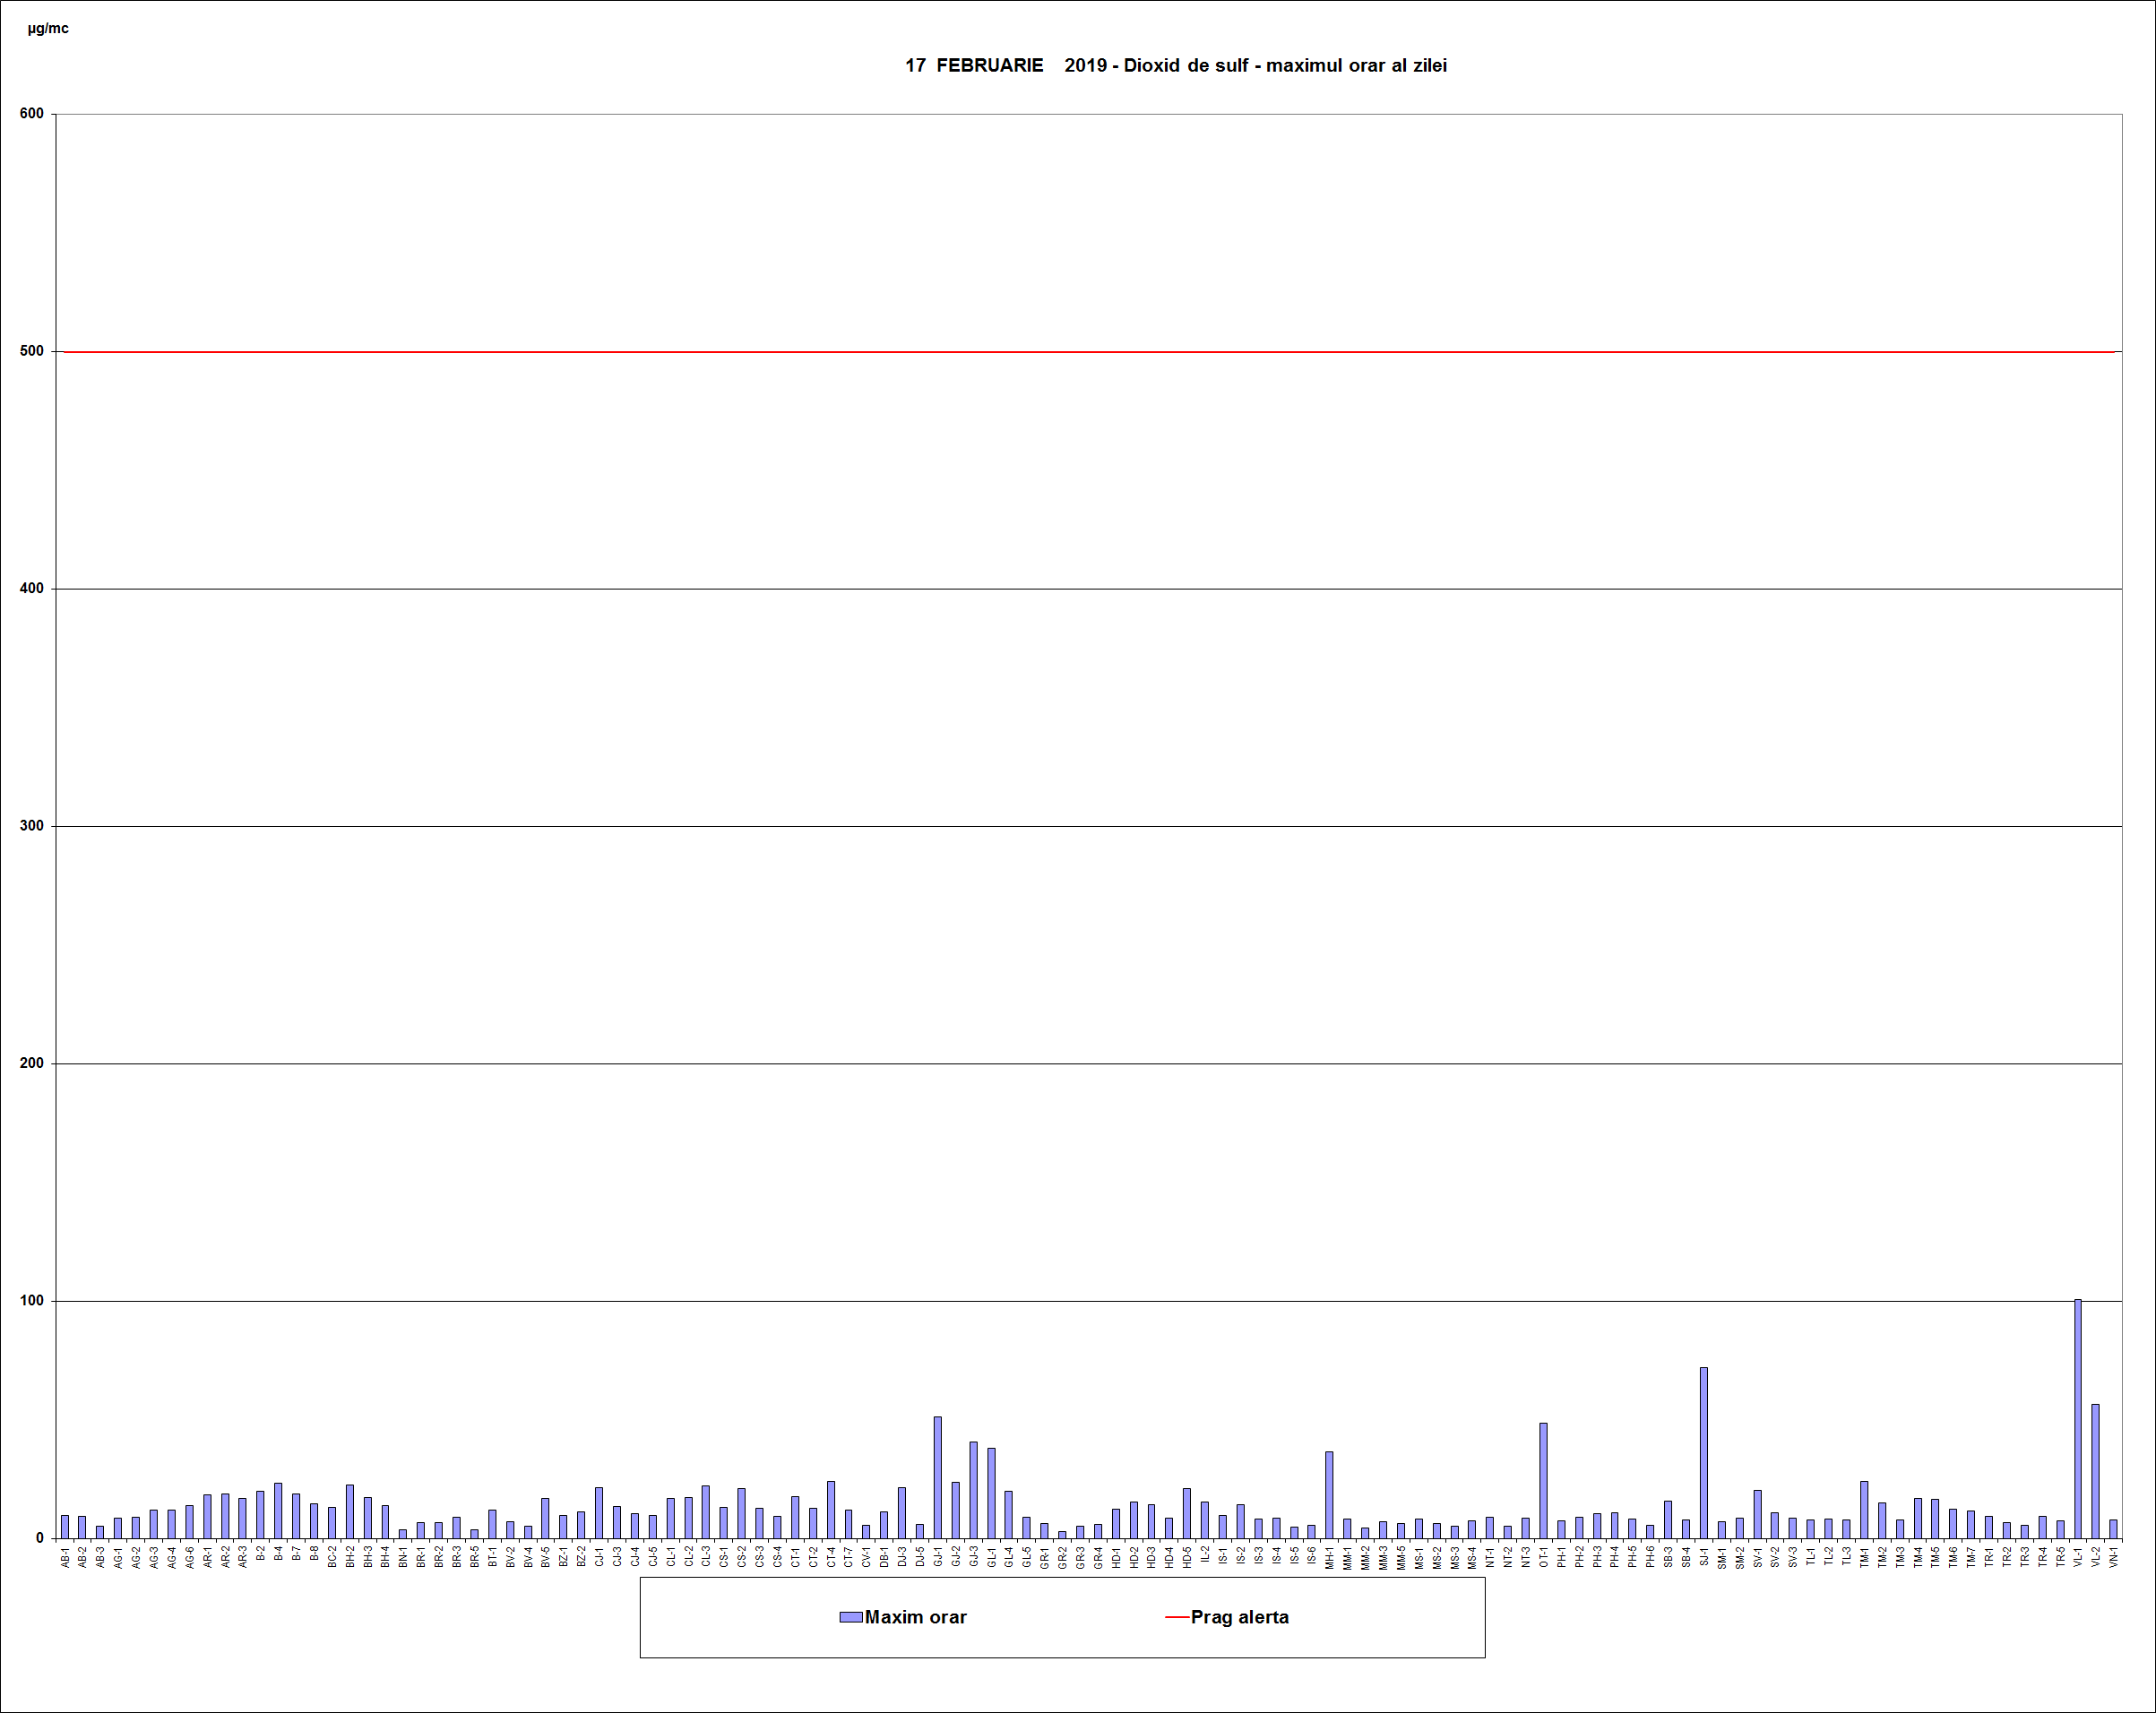 µg/mc
17 FEBRUARIE 2019 - Dioxid de sulf - maximul orar al zilei
600
500
400
300
200
100
0
AB-1 AB-2 AB-3 AG-1 AG-2 AG-3 AG-4 AG-6 AR-1 AR-2 AR-3 B-2 B-4 B-7 B-8 BC-2 BH-2 BH-3 BH-4 BN-1 BR-1 BR-2 BR-3 BR-5 BT-1 BV-2 BV-4 BV-5 BZ-1 BZ-2 CJ-1 CJ-3 CJ-4 CJ-5 CL-1 CL-2 CL-3 CS-1 CS-2 CS-3 CS-4 CT-1 CT-2 CT-4 CT-7 CV-1 DB-1 DJ-3 DJ-5 GJ-1 GJ-2 GJ-3 GL-1 GL-4 GL-5 GR-1 GR-2 GR-3 GR-4 HD-1 HD-2 HD-3 HD-4 HD-5 IL-2 IS-1 IS-2 IS-3 IS-4 IS-5 IS-6 MH-1 MM-1 MM-2 MM-3 MM-5 MS-1 MS-2 MS-3 MS-4 NT-1 NT-2 NT-3 OT-1 PH-1 PH-2 PH-3 PH-4 PH-5 PH-6 SB-3 SB-4 SJ-1 SM-1 SM-2 SV-1 SV-2 SV-3 TL-1 TL-2 TL-3 TM-1 TM-2 TM-3 TM-4 TM-5 TM-6 TM-7 TR-1 TR-2 TR-3 TR-4 TR-5 VL-1 VL-2 VN-1
Maxim orar Prag alerta